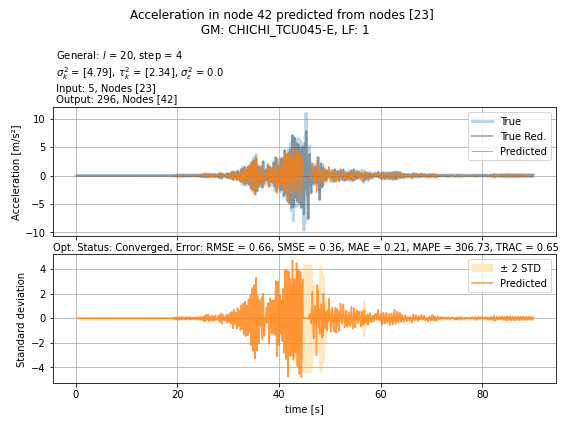 Acceleration in node 42 predicted from nodes [23]
GM: CHICHI_TCU045-E, LF: 1
General: l = 20, step = 4
σ²ₖ = [4.79], τ²ₖ = [2.34], σ²ε = 0.0
Input: 5, Nodes [23]
Output: 296, Nodes [42]
10
5
0
−5
−10
Acceleration [m/s²]
True
True Red.
Predicted
Opt. Status: Converged, Error: RMSE = 0.66, SMSE = 0.36, MAE = 0.21, MAPE = 306.73, TRAC = 0.65
4
2
0
−2
−4
Standard deviation
± 2 STD
Predicted
0 20 40 60 80
time [s]